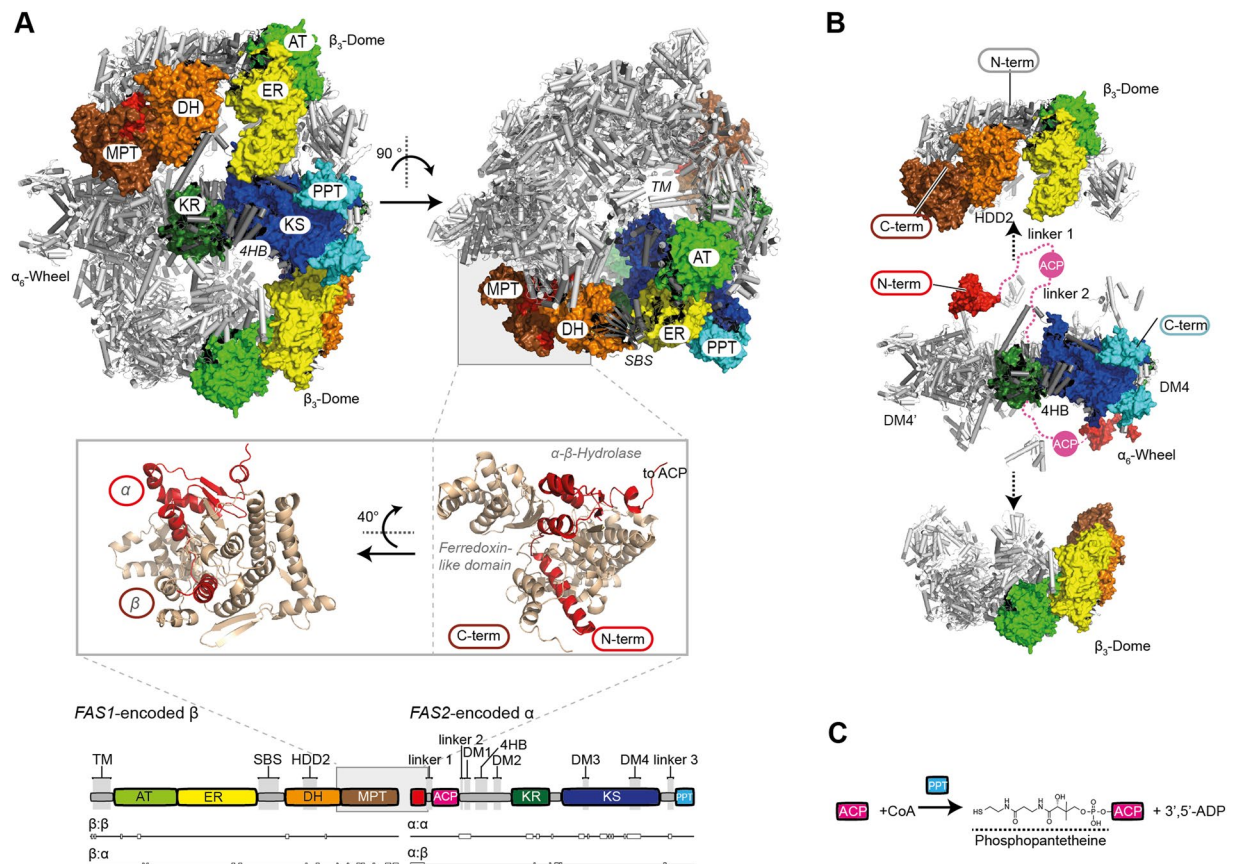 A
AT
β3-Dome
ER
DH
MPT
PPT
KR
KS
4HB
α6-Wheel
β3-Dome
90 °
TM
AT
MPT
DH
ER
PPT
SBS
B
N-term
β3-Dome
C-term
HDD2
linker 1
ACP
N-term
linker 2
C-term
DM4
DM4'
4HB
ACP
α6-Wheel
β3-Dome
α
β
40°
α-β-Hydrolase
to ACP
Ferredoxin-
like domain
C-term
N-term
FAS1-encoded β
FAS2-encoded α
TM
SBS
HDD2
linker 1
linker 2
DM1
4HB
DM2
DM3
DM4
linker 3
AT
ER
DH
MPT
ACP
KR
KS
PPT
β:β
α:α
β:α
α:β
C
ACP
+CoA
PPT
HS
N
H
O
N
H
O
OH
O
O
P
OH
O
ACP
+ 3',5'-ADP
Phosphopantetheine